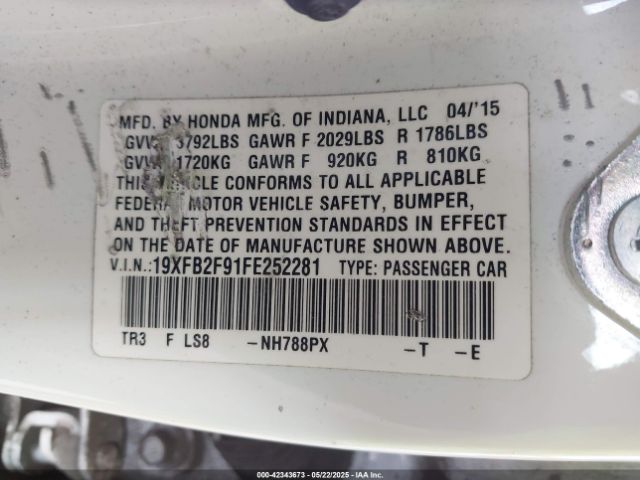 MFD. BY HONDA MFG. OF INDIANA, LLC 04/'15
3792LBS GAWR F 2029LBS R 1786LBS
1720KG GAWR F 920KG R 810KG
THIS VEHICLE CONFORMS TO ALL APPLICABLE
FEDERAL MOTOR VEHICLE SAFETY, BUMPER,
AND THEFT PREVENTION STANDARDS IN EFFECT
ON THE DATE OF MANUFACTURE SHOWN ABOVE.
V.I.N.:19XFB2F91FE252281 TYPE: PASSENGER CAR
TR3 F LS8 -NH788PX -T -E
000-42343673 - 05/22/2025 - IAA Inc.